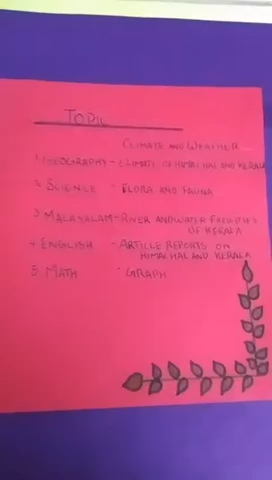 TOPIC
CLIMATE AND WEATHER
1. GEOGRAPHY - CLIMATE OF HIMACHAL AND KERALA
2. SCIENCE - FLORA AND FAUNA
3. MALAYALAM - RIVER AND WATER FACILITIES
OF KERALA
4. ENGLISH - ARTICLE REPORTS ON
HIMACHAL AND KERALA
5. MATH - GRAPH